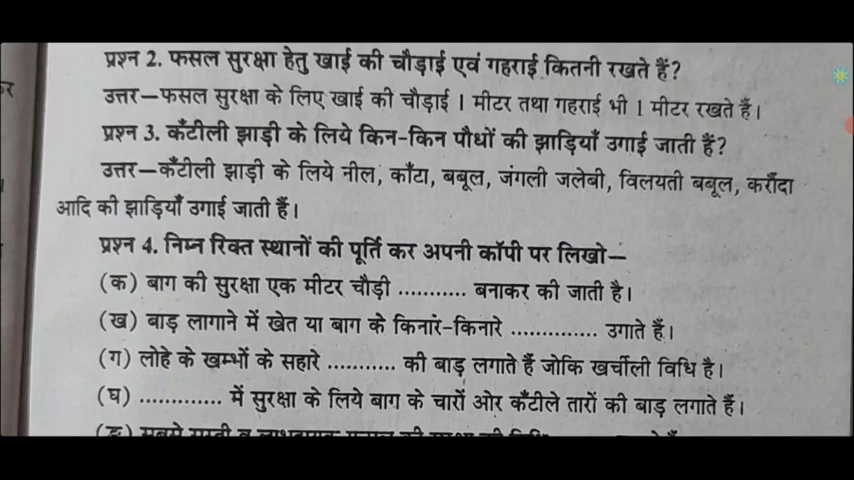 प्रश्न 2. फसल सुरक्षा हेतु खाई की चौड़ाई एवं गहराई कितनी रखते हैं?
उत्तर—फसल सुरक्षा के लिए खाई की चौड़ाई 1 मीटर तथा गहराई भी 1 मीटर रखते हैं।
प्रश्न 3. कँटीली झाड़ी के लिये किन-किन पौधों की झाड़ियाँ उगाई जाती हैं?
उत्तर—कँटीली झाड़ी के लिये नील, काँटा, बबूल, जंगली जलेबी, विलयती बबूल, करौंदा
आदि की झाड़ियाँ उगाई जाती हैं।
प्रश्न 4. निम्न रिक्त स्थानों की पूर्ति कर अपनी कॉपी पर लिखो—
(क) बाग की सुरक्षा एक मीटर चौड़ी ........... बनाकर की जाती है।
(ख) बाड़ लागाने में खेत या बाग के किनारं-किनारे .............. उगाते हैं।
(ग) लोहे के खम्भों के सहारे ........... की बाड़ लगाते हैं जोकि खर्चीली विधि है।
(घ) ............. में सुरक्षा के लिये बाग के चारों ओर कँटीले तारों की बाड़ लगाते हैं।
(ङ)